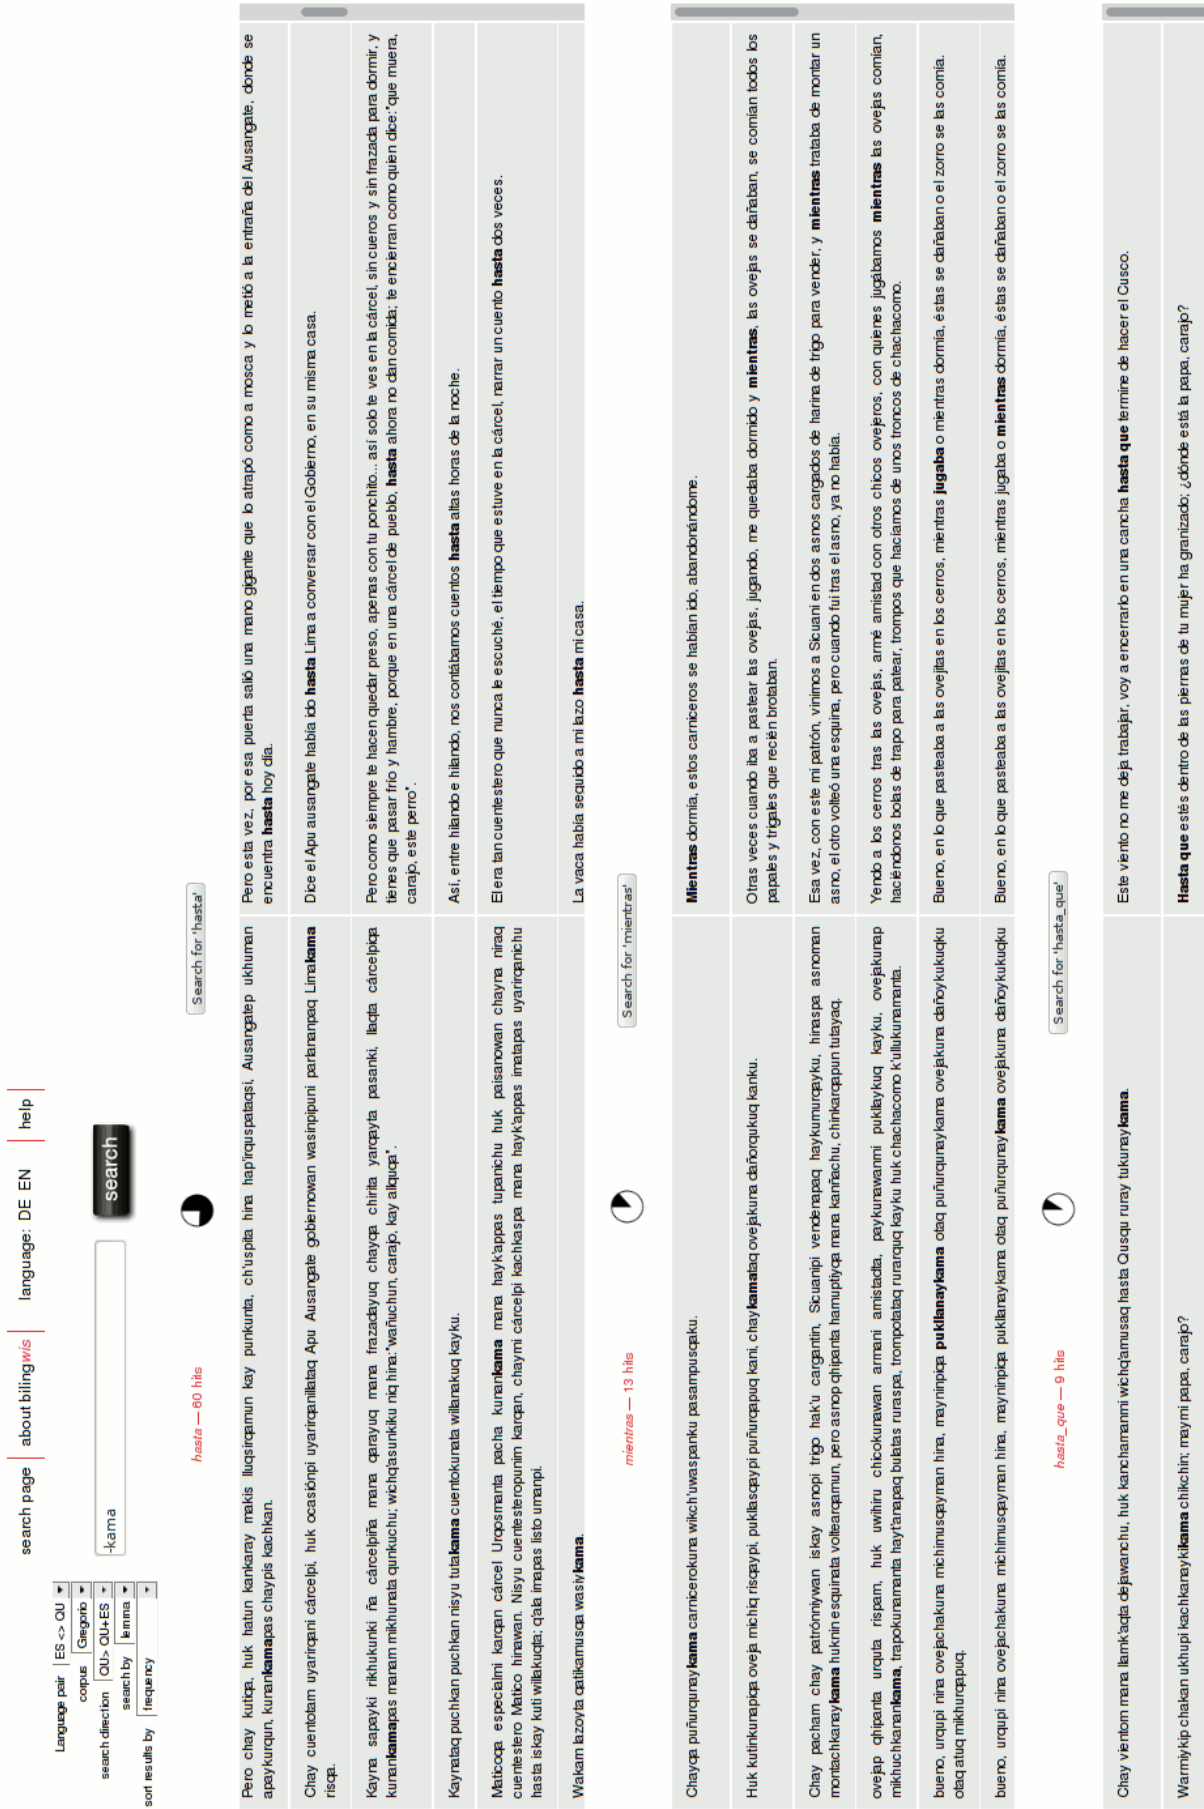 search page | about bilingwis | language: DE EN | help
Language pair ES <> QU
corpus Gregorio
search direction QU> QU+ES
search by lemma
sort results by frequency
-kama
search
hasta — 60 hits
Search for 'hasta'
Pero chay kutiqa, huk hatun kankaray makis lluqsirqamun kay punkunta, ch'uspita hina hap'irquspataqsi, Ausangatep ukhuman
apaykurqun, kunankamapas chaypis kachkan.
Pero esta vez, por esa puerta salió una mano gigante que lo atrapó como a mosca y lo metió a la entraña del Ausangate, donde se
encuentra hasta hoy día.
Chay cuentotam uyarirqani cárcelpi, huk ocasiónpi uyarirqanillataq Apu Ausangate gobiernowan wasinpipuni parlananpaq Limakama
risqa.
Dice el Apu ausangate había ido hasta Lima a conversar con el Gobierno, en su misma casa.
Kayna sapayki rikhukunki ña cárcelpiña mana qarayuq mana frazadayuq chayqa chirita yarqayta pasanki, llaqta cárcelpiqa
kunankamapas manam mikhunata qunkuchu; wichq'asunkiku niq hina:"wañuchun, carajo, kay allquqa".
Pero como siempre te hacen quedar preso, apenas con tu ponchito... así solo te ves en la cárcel, sin cueros y sin frazada para dormir, y
tienes que pasar frío y hambre, porque en una cárcel de pueblo, hasta ahora no dan comida; te encierran como quien dice:"que muera,
carajo, este perro".
Kaynataq puchkan puchkan nisyu tutakama cuentokunata willanakuq kayku.
Así, entre hilando e hilando, nos contábamos cuentos hasta altas horas de la noche.
Maticoqa especialmi karqan cárcel Urqosmanta pacha kunankama mana hayk'appas tupanichu huk paisanowan chayna niraq
cuentestero Matico hinawan. Nisyu cuentesteropunim karqan, chaymi cárcelpi kachkaspa mana hayk'appas imatapas uyarirqanichu
hasta iskay kuti willakuqta; q'ala imapas listo umanpi.
El era tan cuentestero que nunca le escuché, el tiempo que estuve en la cárcel, narrar un cuento hasta dos veces.
Wakam lazoyta qatikamusqa wasiykama.
La vaca había seguido a mi lazo hasta mi casa.
mientras — 13 hits
Search for 'mientras'
Chayqa puñurqunaykama carnicerokuna wikch'uwaspanku pasampusqaku.
Mientras dormía, estos carniceros se habían ido, abandonándome.
Huk kutinkunapiqa oveja michiq risqaypi, pukllasqaypi puñurqapuq kani, chaykamataq ovejakuna dañorqukuq kanku.
Otras veces cuando iba a pastear las ovejas, jugando, me quedaba dormido y mientras, las ovejas se dañaban, se comían todos los
papales y trigales que recién brotaban.
Chay pacham chay patrónniywan iskay asnopi trigo hak'u cargantin, Sicuanipi vendenapaq haykumurqayku, hinaspa asnoman
montachkanaykama huknin esquinata voltearqamun, pero asnop qhipanta hamuptiyqa mana kanñachu, chinkarqapun tutayaq.
Esa vez, con este mi patrón, vinimos a Sicuani en dos asnos cargados de harina de trigo para vender, y mientras trataba de montar un
asno, el otro volteó una esquina, pero cuando fui tras el asno, ya no había.
ovejap qhipanta urquta rispam, huk uwihiru chicokunawan armani amistadta, paykunawanmi pukllaykuq kayku, ovejakunap
mikhuchkanankama, trapokunamanta hayt'anapaq bulatas ruraspa, trompotataq rurarquq kayku huk chachacomo k'ullukunamanta.
Yendo a los cerros tras las ovejas, armé amistad con otros chicos ovejeros, con quienes jugábamos mientras las ovejas comían,
haciéndonos bolas de trapo para patear, trompos que hacíamos de unos troncos de chachacomo.
bueno, urqupi nina ovejachakuna michimusqayman hina, mayninpiqa pukllanaykama otaq puñurqunaykama ovejakuna dañoykukuqku
otaq atuq mikhurqapuq.
Bueno, en lo que pasteaba a las ovejitas en los cerros, mientras jugaba o mientras dormía, éstas se dañaban o el zorro se las comía.
bueno, urqupi nina ovejachakuna michimusqayman hina, mayninpiqa pukllanaykama otaq puñurqunaykama ovejakuna dañoykukuqku
Bueno, en lo que pasteaba a las ovejitas en los cerros, mientras jugaba o mientras dormía, éstas se dañaban o el zorro se las comía.
hasta_que — 9 hits
Search for 'hasta_que'
Chay vientom mana llamk'aqta dejawanchu, huk kanchamanmi wichq'amusaq hasta Qusqu ruray tukunaykama.
Este viento no me deja trabajar, voy a encerrarlo en una cancha hasta que termine de hacer el Cusco.
Warmiykip chakan ukhupi kachkanaykikama chikchin; maymi papa, carajo?
Hasta que estés dentro de las piernas de tu mujer ha granizado; ¿dónde está la papa, carajo?